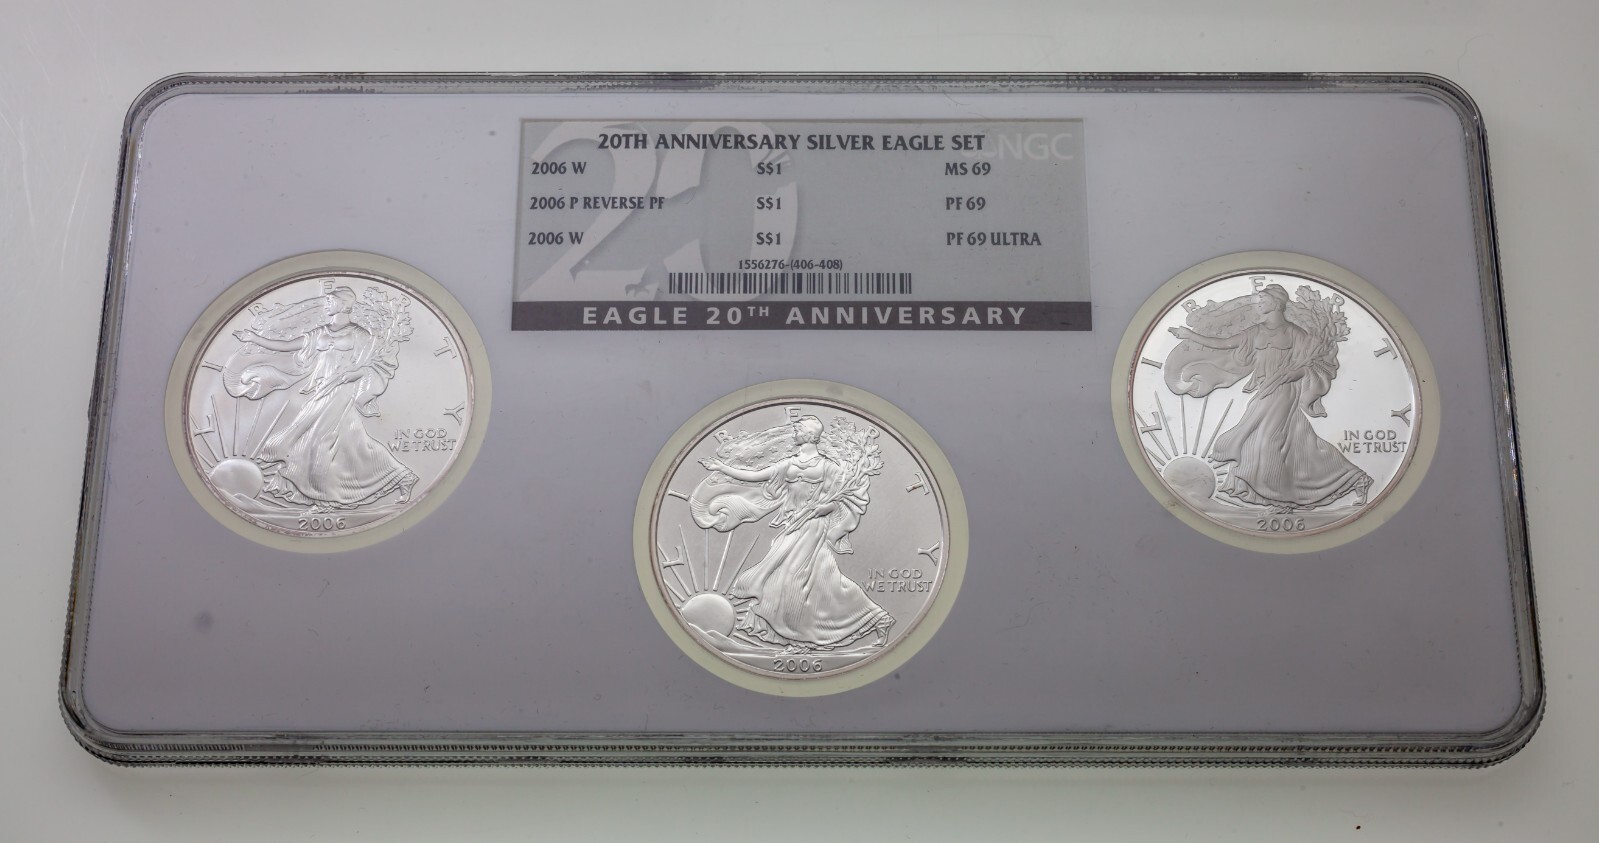 20TH ANNIVERSARY SILVER EAGLE SET
NGC
2006 W S$1 MS 69
2006 P REVERSE PF S$1 PF 69
2006 W S$1 PF 69 ULTRA
1556276-(406-408)
20
EAGLE 20TH ANNIVERSARY
LIBERTY
IN GOD
WE TRUST
2006
LIBERTY
IN GOD
WE TRUST
2006
LIBERTY
IN GOD
WE TRUST
2006